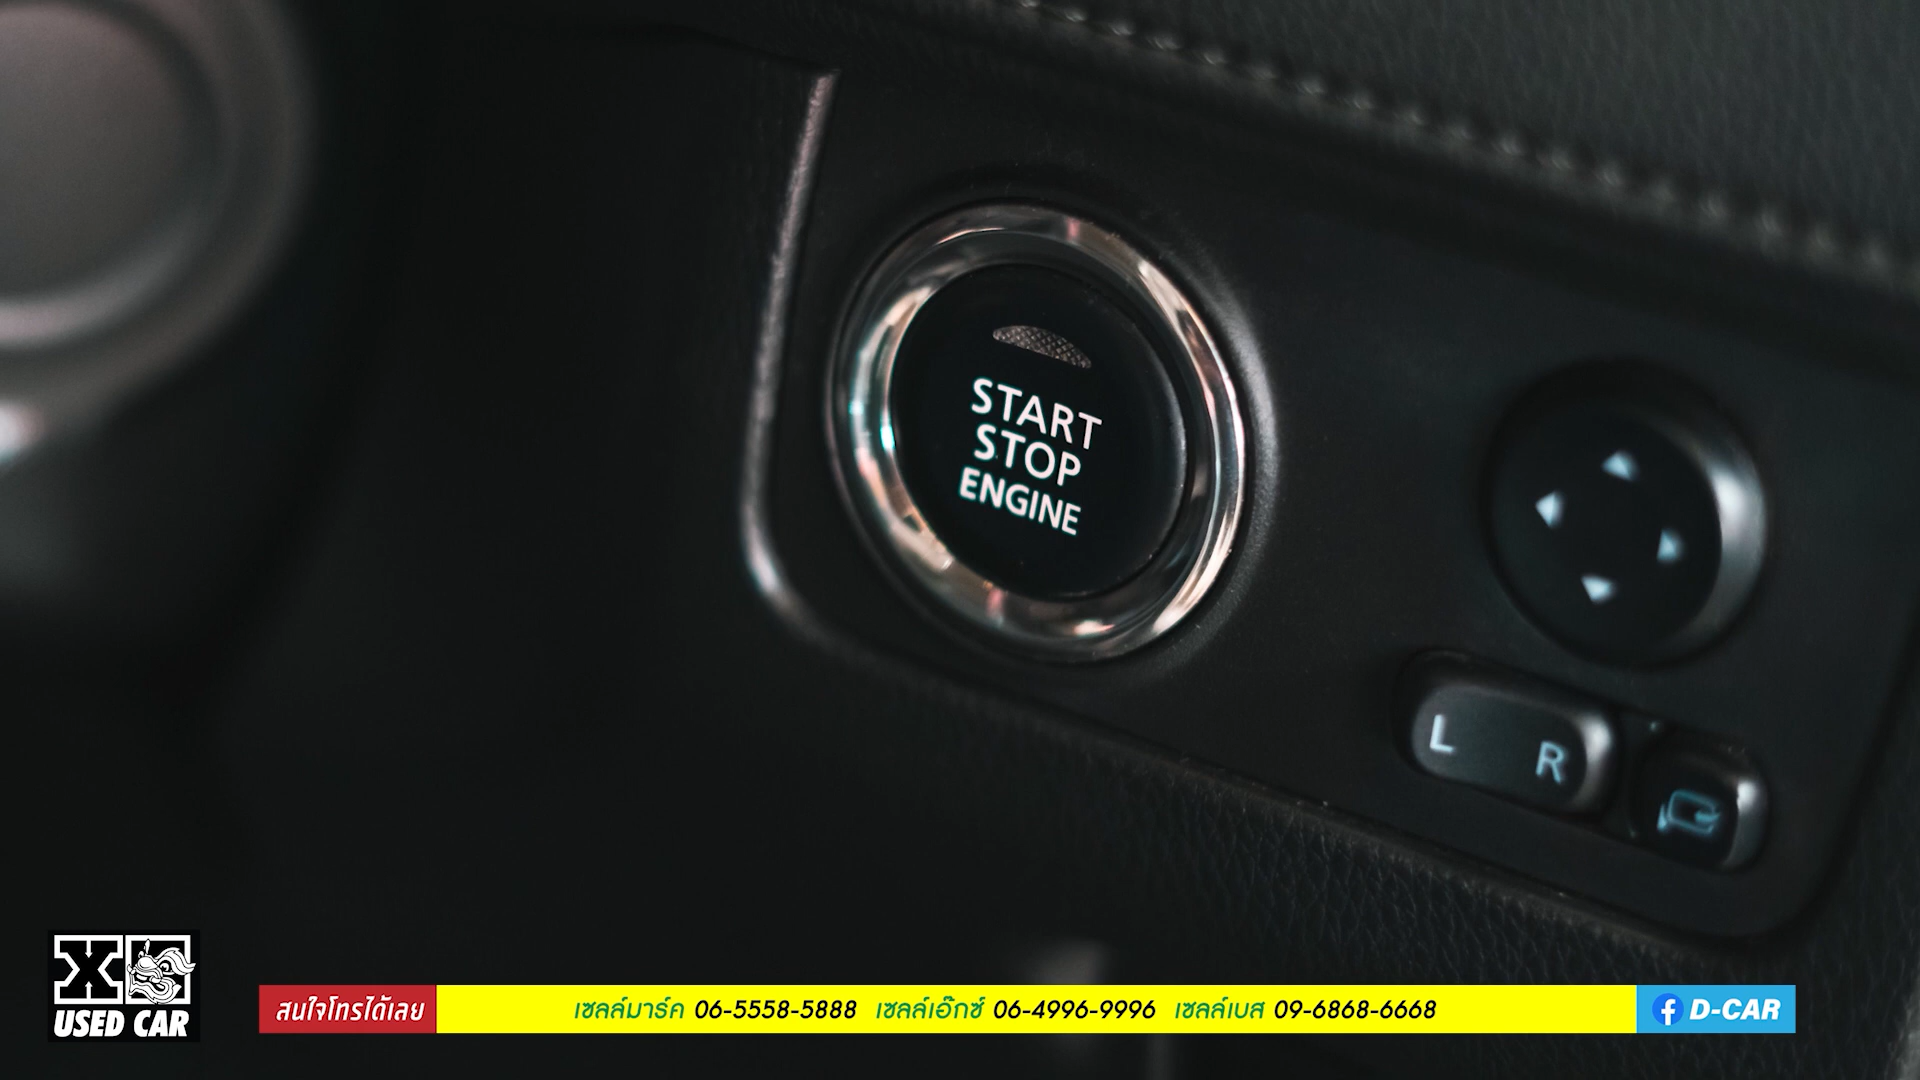 START
STOP
ENGINE
L R
X
USED CAR
สนใจโทรได้เลย เซลล์มาร์ค 06-5558-5888 เซลล์เอ๊กซ์ 06-4996-9996 เซลล์เบส 09-6868-6668 D-CAR